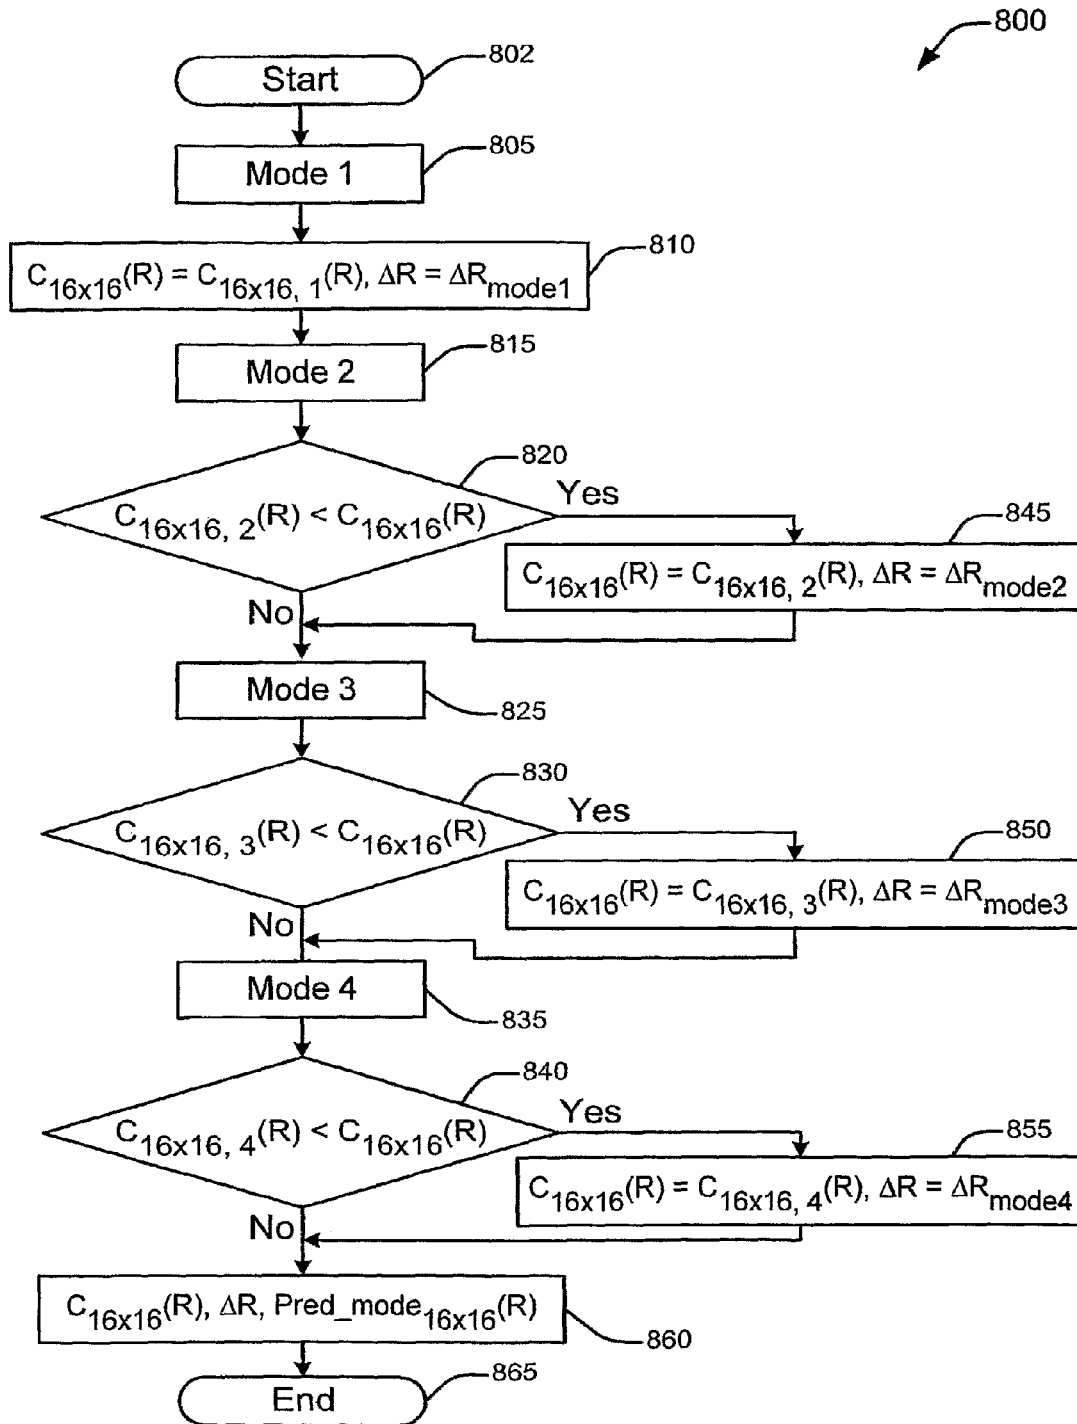 800
802
Start
805
Mode 1
810
C16x16(R) = C16x16, 1(R), ΔR = ΔRmode1
815
Mode 2
820
C16x16, 2(R) < C16x16(R)
Yes
845
C16x16(R) = C16x16, 2(R), ΔR = ΔRmode2
No
Mode 3
825
830
C16x16, 3(R) < C16x16(R)
Yes
850
C16x16(R) = C16x16, 3(R), ΔR = ΔRmode3
No
Mode 4
835
840
C16x16, 4(R) < C16x16(R)
Yes
855
C16x16(R) = C16x16, 4(R), ΔR = ΔRmode4
No
C16x16(R), ΔR, Pred_mode16x16(R)
860
865
End